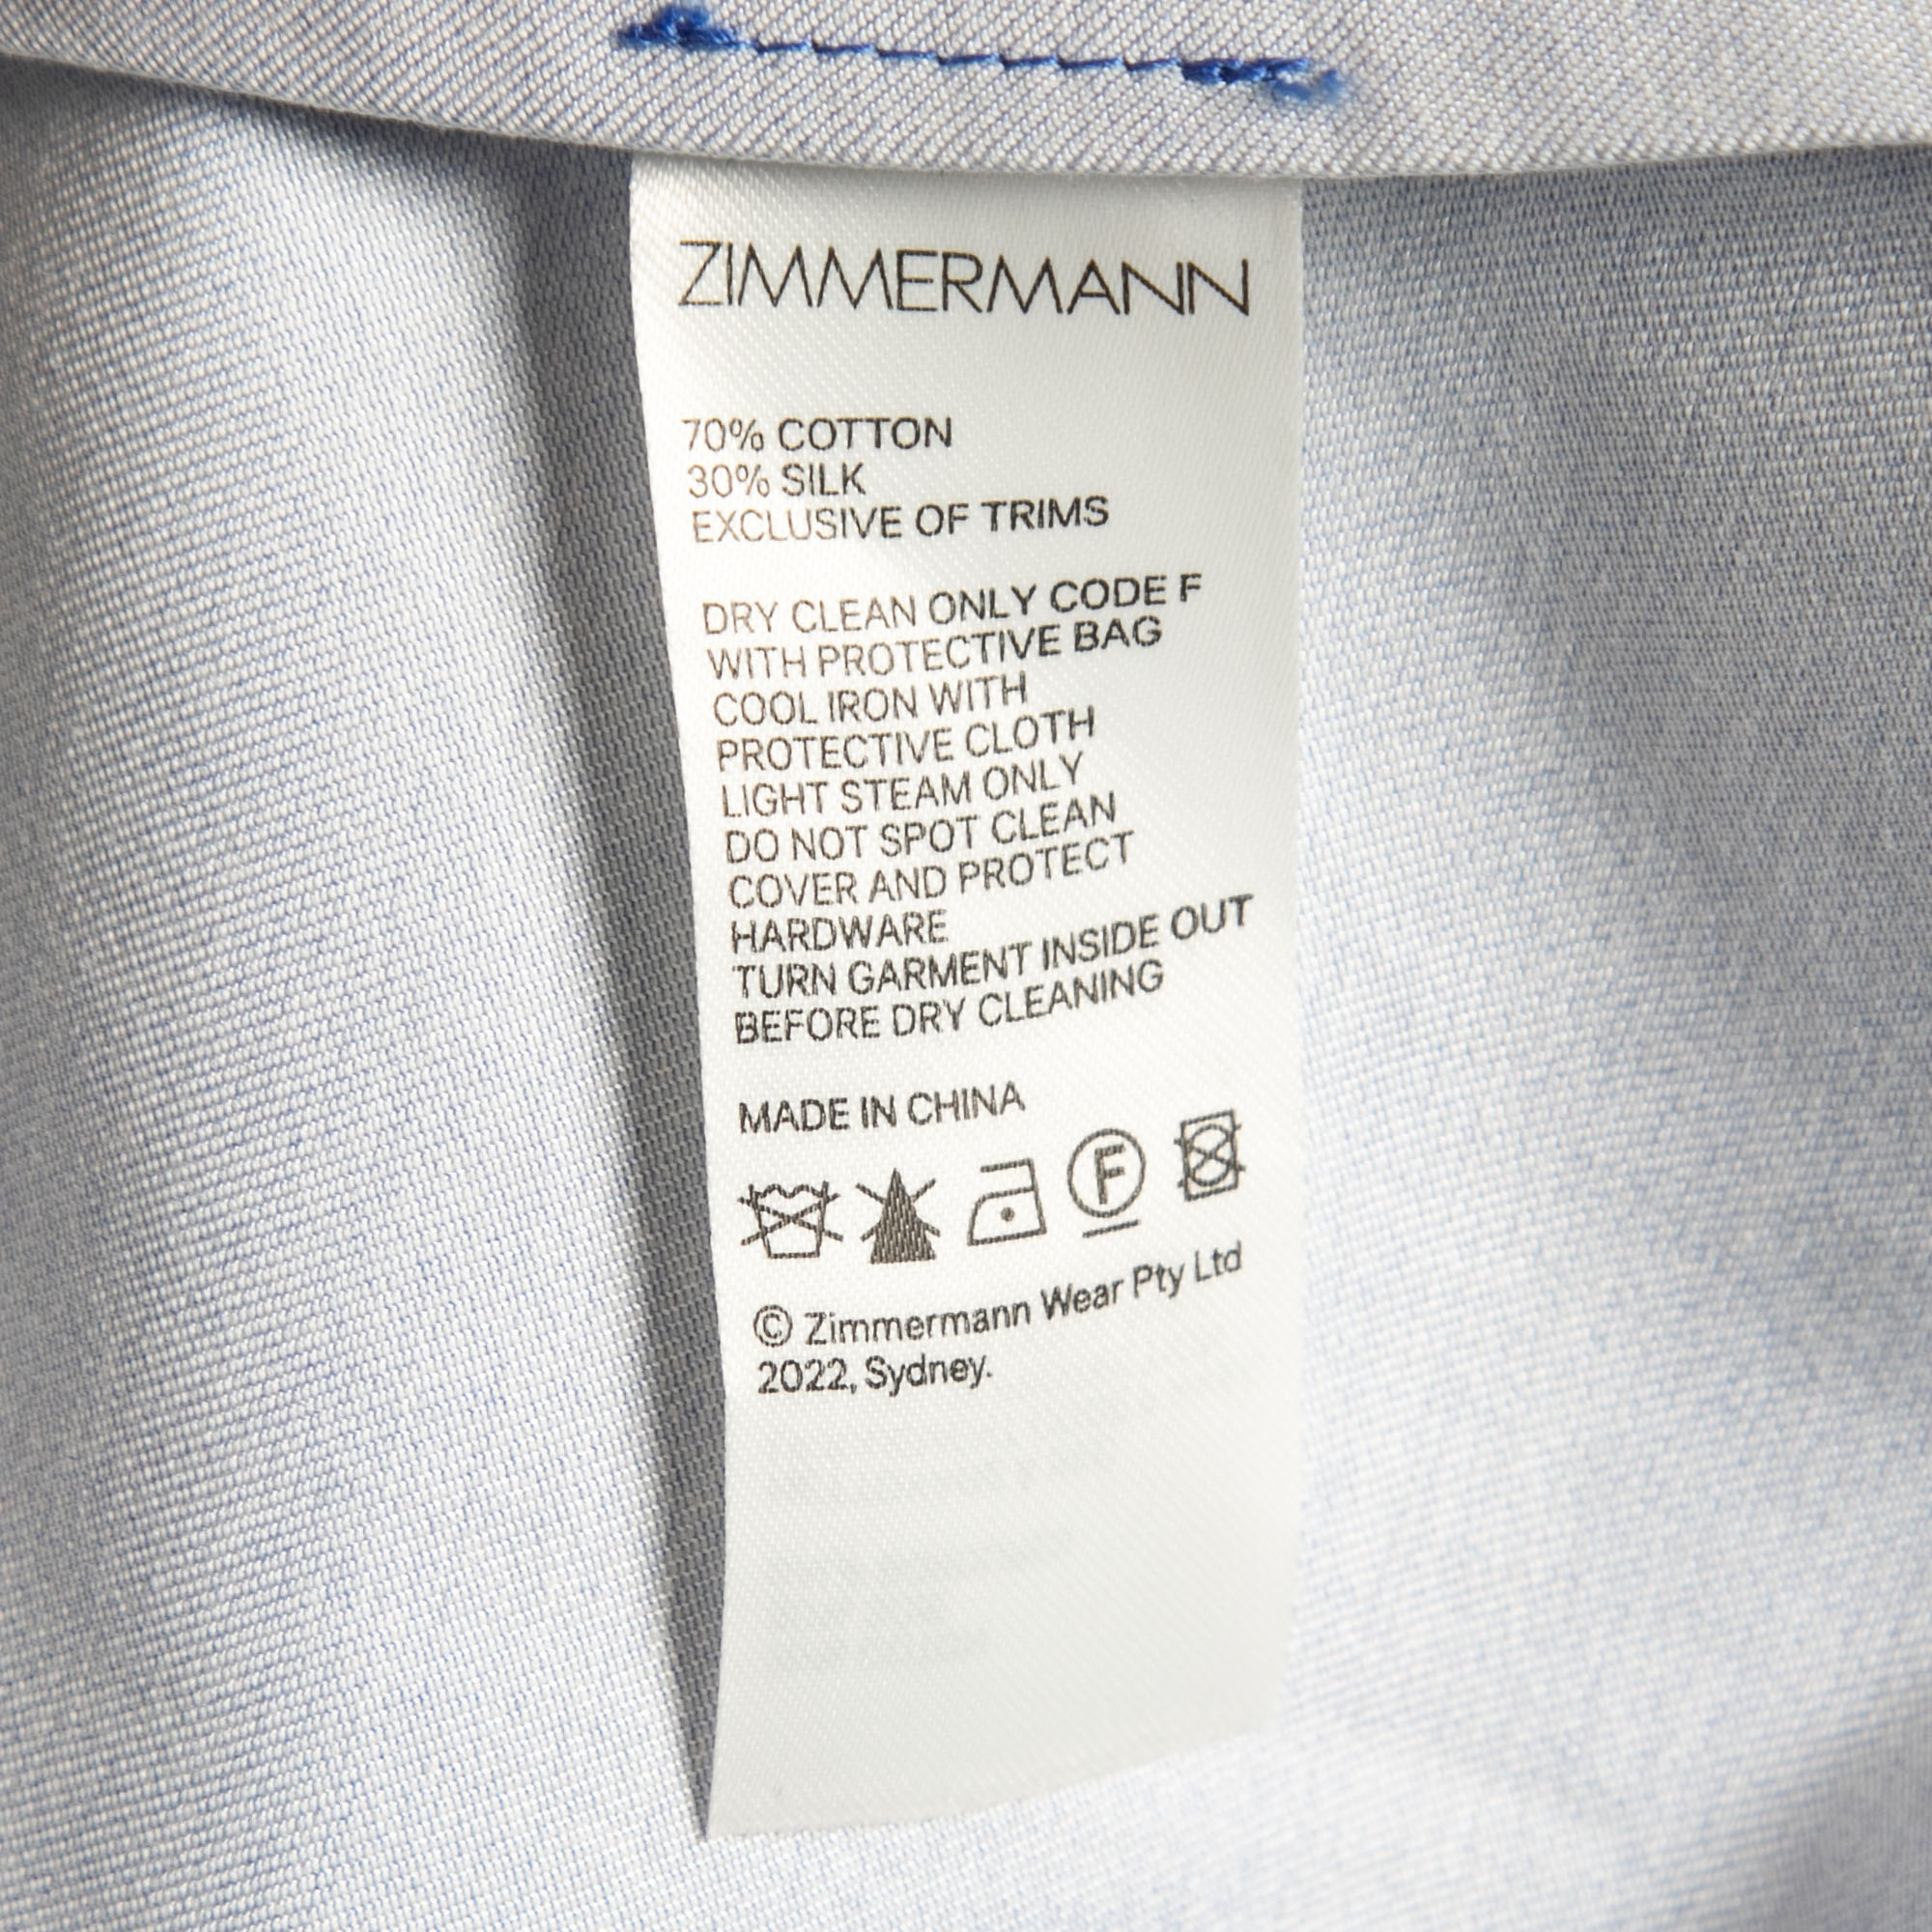 ZIMMERMANN
70% COTTON
30% SILK
EXCLUSIVE OF TRIMS
DRY CLEAN ONLY CODE F
WITH PROTECTIVE BAG
COOL IRON WITH
PROTECTIVE CLOTH
LIGHT STEAM ONLY
DO NOT SPOT CLEAN
COVER AND PROTECT
HARDWARE
TURN GARMENT INSIDE OUT
BEFORE DRY CLEANING
MADE IN CHINA
F
© Zimmermann Wear Pty Ltd
2022, Sydney.